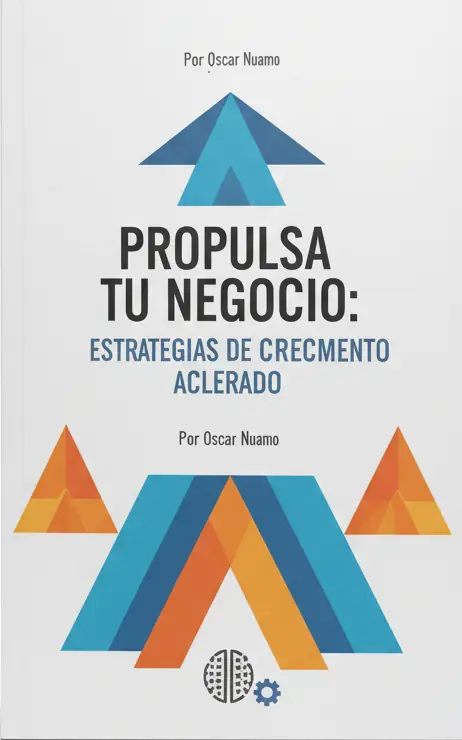 Por Oscar Nuamo
PROPULSA
TU NEGOCIO:
ESTRATEGIAS DE CRECMENTO
ACLERADO
Por Oscar Nuamo